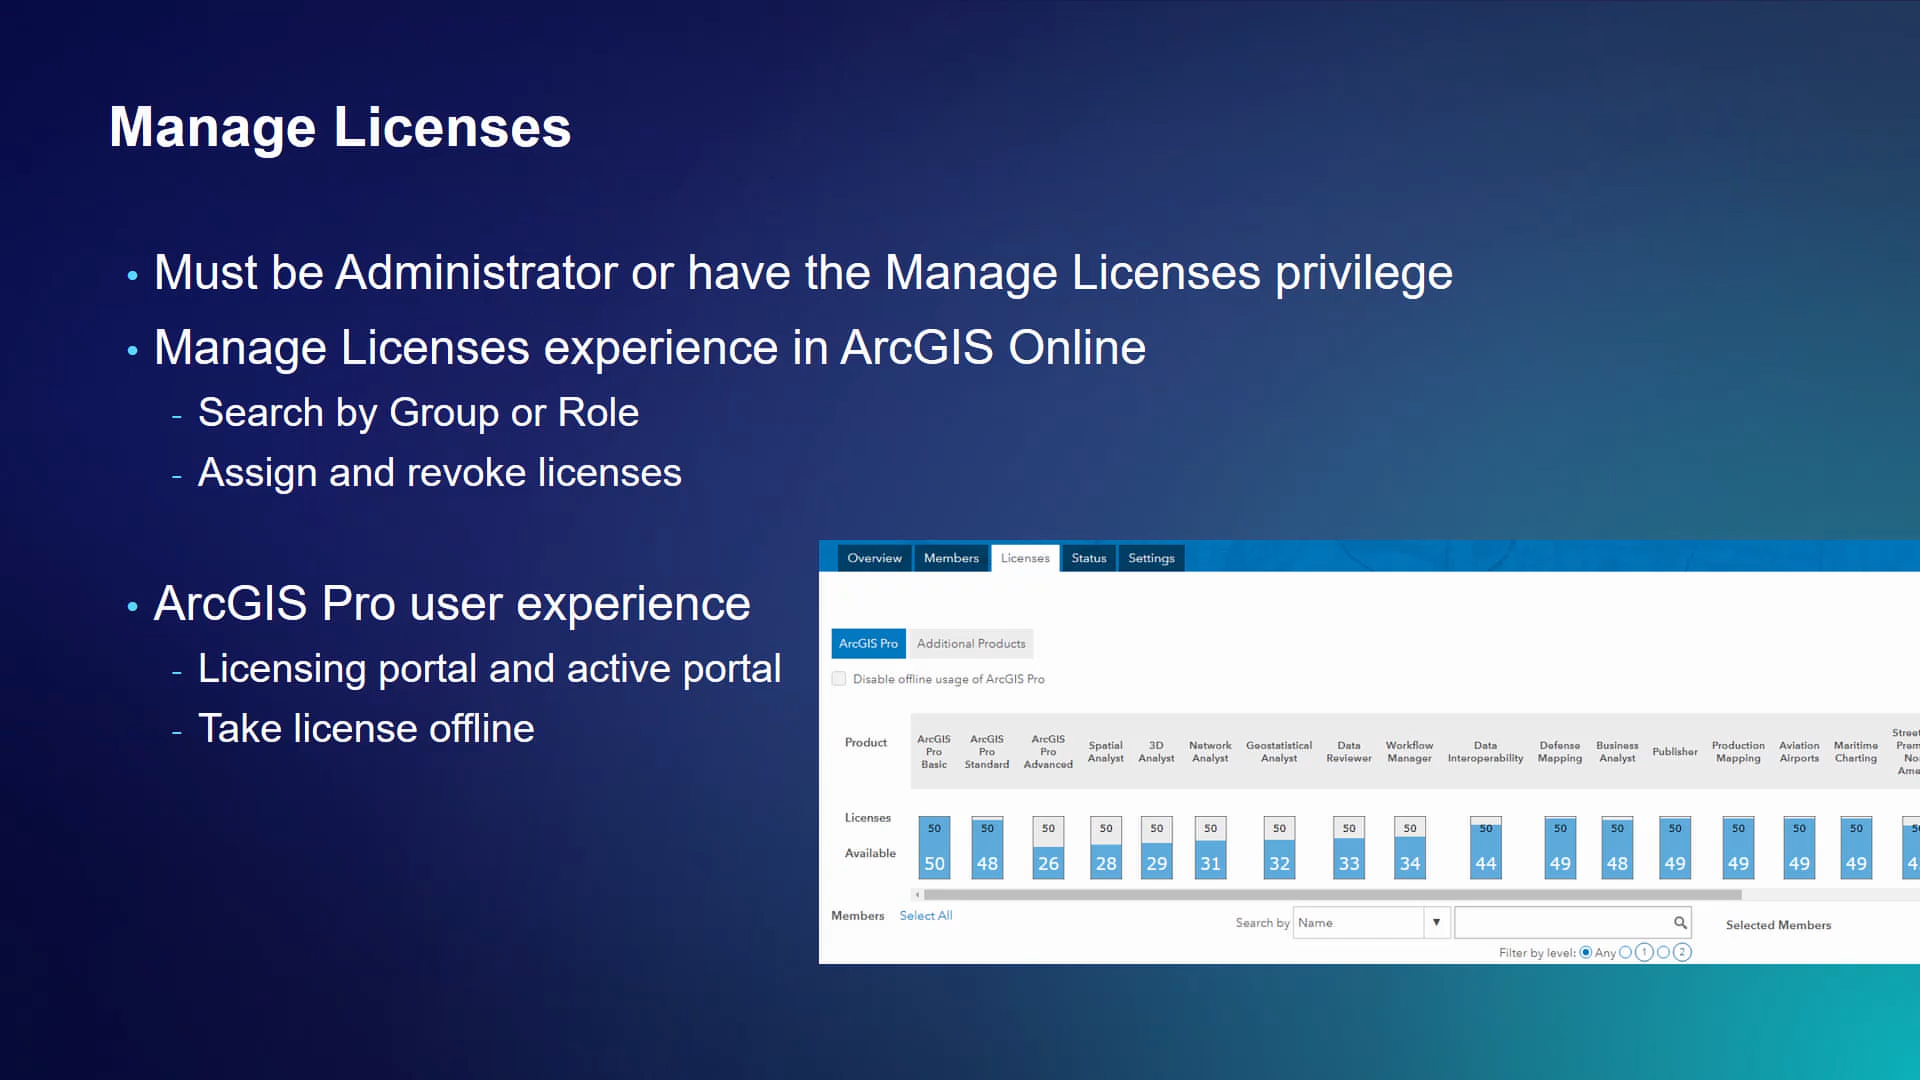 Manage Licenses
• Must be Administrator or have the Manage Licenses privilege
• Manage Licenses experience in ArcGIS Online
- Search by Group or Role
- Assign and revoke licenses
• ArcGIS Pro user experience
- Licensing portal and active portal
- Take license offline
Overview Members Licenses Status Settings
ArcGIS Pro Additional Products
Disable offline usage of ArcGIS Pro
Product
ArcGIS Pro Basic
ArcGIS Pro Standard
ArcGIS Pro Advanced
Spatial Analyst
3D Analyst
Network Analyst
Geostatistical Analyst
Data Reviewer
Workflow Manager
Data Interoperability
Defense Mapping
Business Analyst
Publisher
Production Mapping
Aviation Airports
Maritime Charting
Licenses 50 50 50 50 50 50 50 50 50 50 50 50 50 50 50 50
Available 50 48 26 28 29 31 32 33 34 44 49 48 49 49 49 49
Members Select All Search by Name Selected Members
Filter by level: Any 1 2